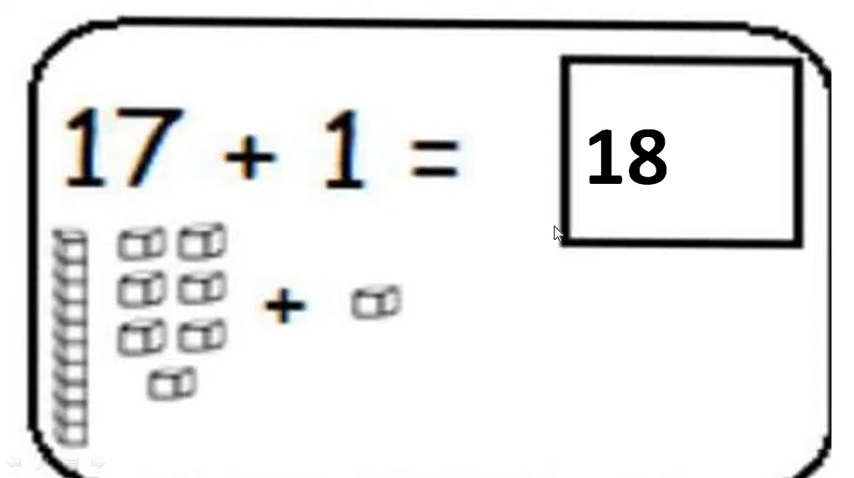 17 + 1 = 18
+